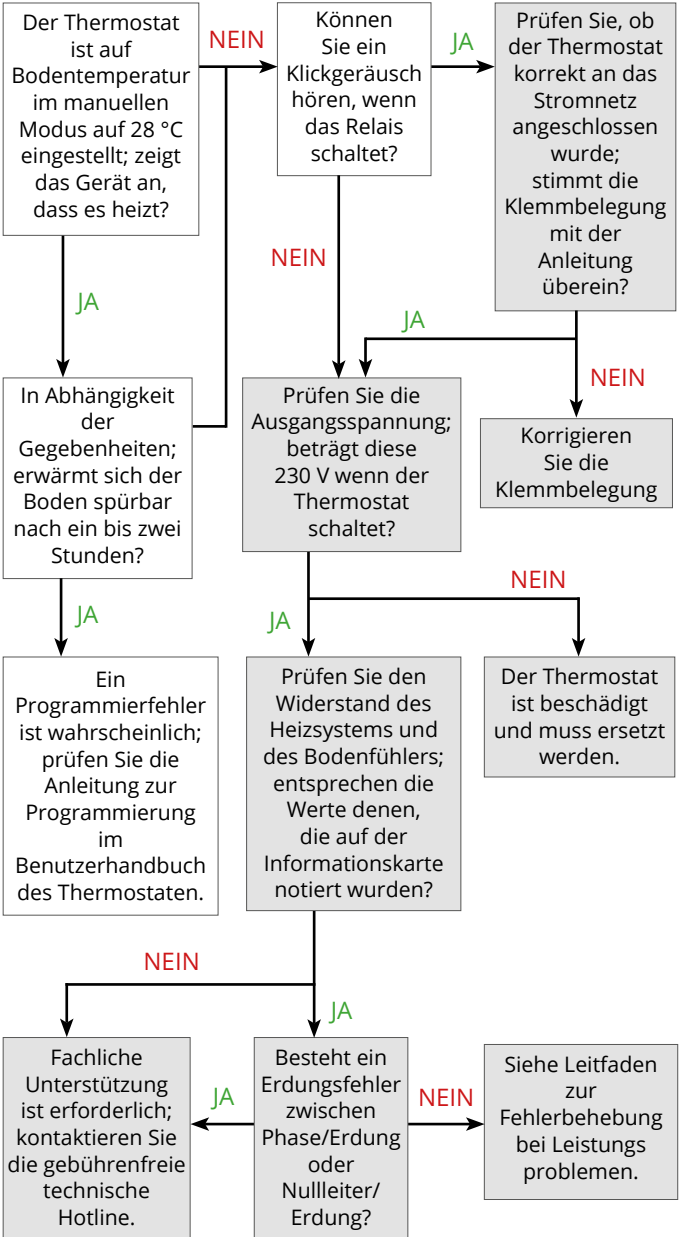 Der Thermostat
ist auf
Bodentemperatur
im manuellen
Modus auf 28 °C
eingestellt; zeigt
das Gerät an,
dass es heizt?
NEIN
Können
Sie ein
Klickgeräusch
hören, wenn
das Relais
schaltet?
JA
Prüfen Sie, ob
der Thermostat
korrekt an das
Stromnetz
angeschlossen
wurde;
stimmt die
Klemmbelegung
mit der
Anleitung
überein?
JA
NEIN
JA
NEIN
In Abhängigkeit
der
Gegebenheiten;
erwärmt sich der
Boden spürbar
nach ein bis zwei
Stunden?
Prüfen Sie die
Ausgangsspannung;
beträgt diese
230 V wenn der
Thermostat
schaltet?
Korrigieren
Sie die
Klemmbelegung
JA
JA
NEIN
Ein
Programmierfehler
ist wahrscheinlich;
prüfen Sie die
Anleitung zur
Programmierung
im
Benutzerhandbuch
des Thermostaten.
Prüfen Sie den
Widerstand des
Heizsystems und
des Bodenfühlers;
entsprechen die
Werte denen,
die auf der
Informationskarte
notiert wurden?
Der Thermostat
ist beschädigt
und muss ersetzt
werden.
NEIN
JA
Fachliche
Unterstützung
ist erforderlich;
kontaktieren Sie
die gebührenfreie
technische
Hotline.
JA
Besteht ein
Erdungsfehler
zwischen
Phase/Erdung
oder
Nullleiter/
Erdung?
NEIN
Siehe Leitfaden
zur
Fehlerbehebung
bei Leistungs
problemen.